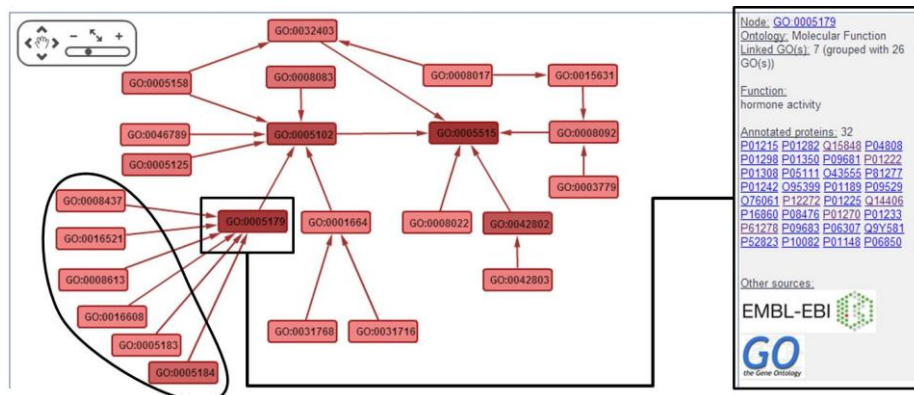 GO:0032403
GO:0005158
GO:0008083
GO:0008017
GO:0015631
GO:0046789
GO:0005102
GO:0005515
GO:0008092
GO:0005125
GO:0003779
GO:0008437
GO:0005179
GO:0001664
GO:0008022
GO:0042802
GO:0016521
GO:0008613
GO:0042803
GO:0016608
GO:0031768
GO:0031716
GO:0005183
GO:0005184
Node: GO:0005179
Ontology: Molecular Function
Linked GO(s): 7 (grouped with 26
GO(s))
Function:
hormone activity
Annotated proteins: 32
P01215 P01282 Q15848 P04808
P01298 P01350 P09681 P01222
P01308 P05111 O43555 P81277
P01242 O95399 P01189 P09529
O76061 P12272 P01225 Q14406
P16860 P08476 P01270 P01233
P61278 P09683 P06307 Q9Y581
P52823 P10082 P01148 P06850
Other sources:
EMBL-EBI
GO
the Gene Ontology